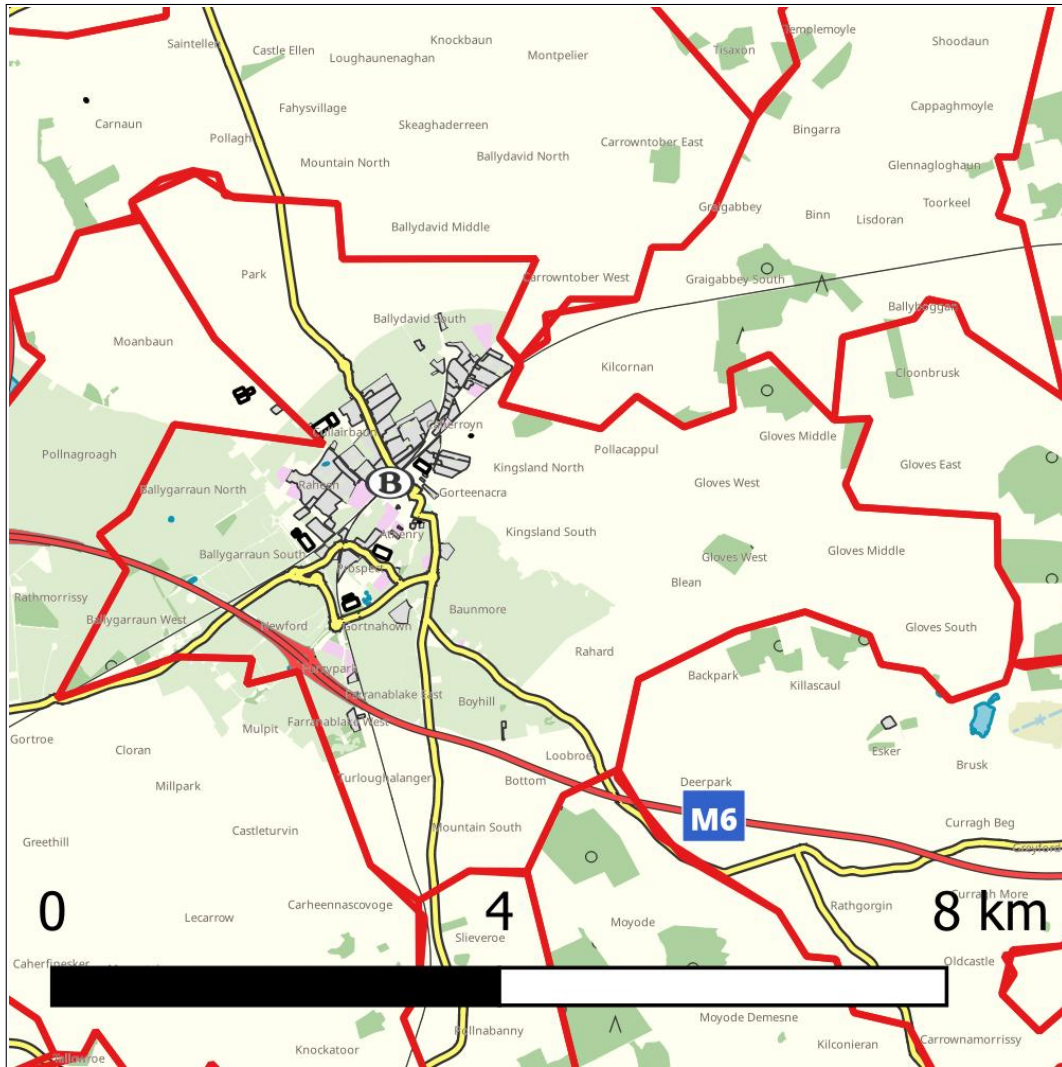 Knockbaun
Saintellen
Castle Ellen
Loughaunenaghan
Montpelier
Tisaxon
Templemoyle
Shoodaun
Fahysville
Cappaghmoyle
Carnaun
Pollagh
Skeaghaderreen
Bingarra
Mountain North
Ballydavid North
Carrowntober East
Glennagloghaun
Graigabbey
Binn
Lisdoran
Toorkeel
Ballydavid Middle
Park
Carrowntober West
Graigabbey South
Ballyboggan
Ballydavid South
Moanbaun
Kilcornan
Cloonbrusk
Gloves Middle
Pollnagroagh
Pollacappul
Kingsland North
Gloves East
Raheen
B
Gloves West
Ballygarraun North
Gorteenacra
Athenry
Kingsland South
Ballygarraun South
Gloves West
Gloves Middle
Prospect
Blean
Rathmorrissy
Ballygarraun West
Baunmore
Newford
Gortnahown
Gloves South
Rahard
Backpark
Killascaul
Farranablake East
Boyhill
Mulpit
Farranablake West
Gortroe
Cloran
Loobroe
Esker
Brusk
Millpark
Turloughalanger
Bottom
Deerpark
M6
Castleturvin
Mountain South
Curragh Beg
Greethill
Greyford
Curragh More
0
4
8 km
Lecarrow
Carheennascovoge
Rathgorgin
Moyode
Slieveroe
Caherfinesker
Oldcastle
Moyode Demesne
Pollnabanny
Knockatoor
Kilconieran
Carrownamorrissy